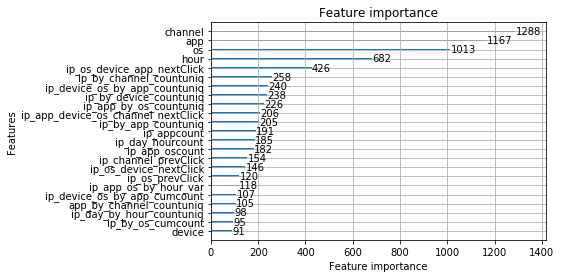 Feature importance
channel 1288
app 1167
os 1013
hour 682
ip_os_device_app_nextClick 426
ip_by_channel_countuniq 258
ip_device_os_by_app_countuniq 240
ip_by_device_countuniq 238
ip_app_by_os_countuniq 226
ip_app_device_os_channel_nextClick 206
ip_by_app_countuniq 205
ip_appcount 191
ip_day_hourcount 185
ip_app_oscount 182
ip_channel_prevClick 154
ip_os_device_nextClick 146
ip_os_prevClick 120
ip_app_os_by_hour_var 118
ip_device_os_by_app_cumcount 107
app_by_channel_countuniq 105
ip_day_by_hour_countuniq 98
ip_by_os_cumcount 95
device 91
Features
0 200 400 600 800 1000 1200 1400
Feature importance